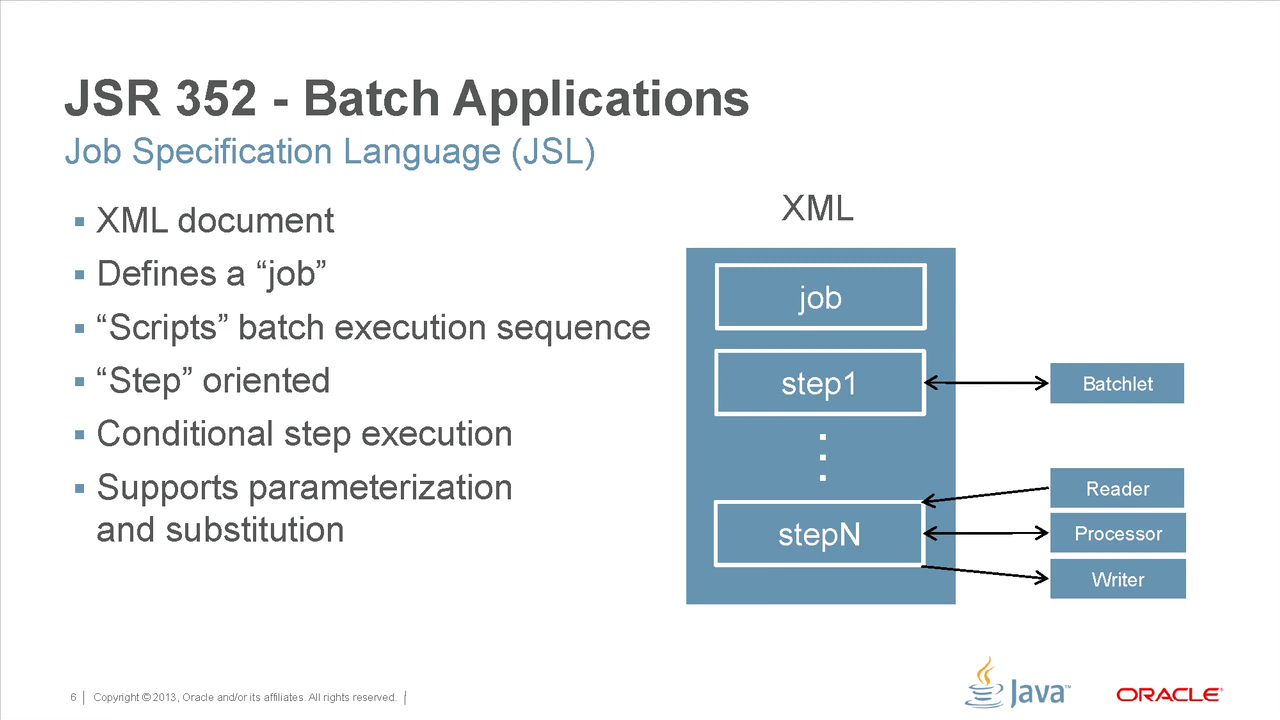 JSR 352 - Batch Applications
Job Specification Language (JSL)
▪ XML document
▪ Defines a “job”
▪ “Scripts” batch execution sequence
▪ “Step” oriented
▪ Conditional step execution
▪ Supports parameterization
and substitution
XML
job
step1
Batchlet
stepN
Reader
Processor
Writer
6 | Copyright © 2013, Oracle and/or its affiliates. All rights reserved. |
Java™
ORACLE®